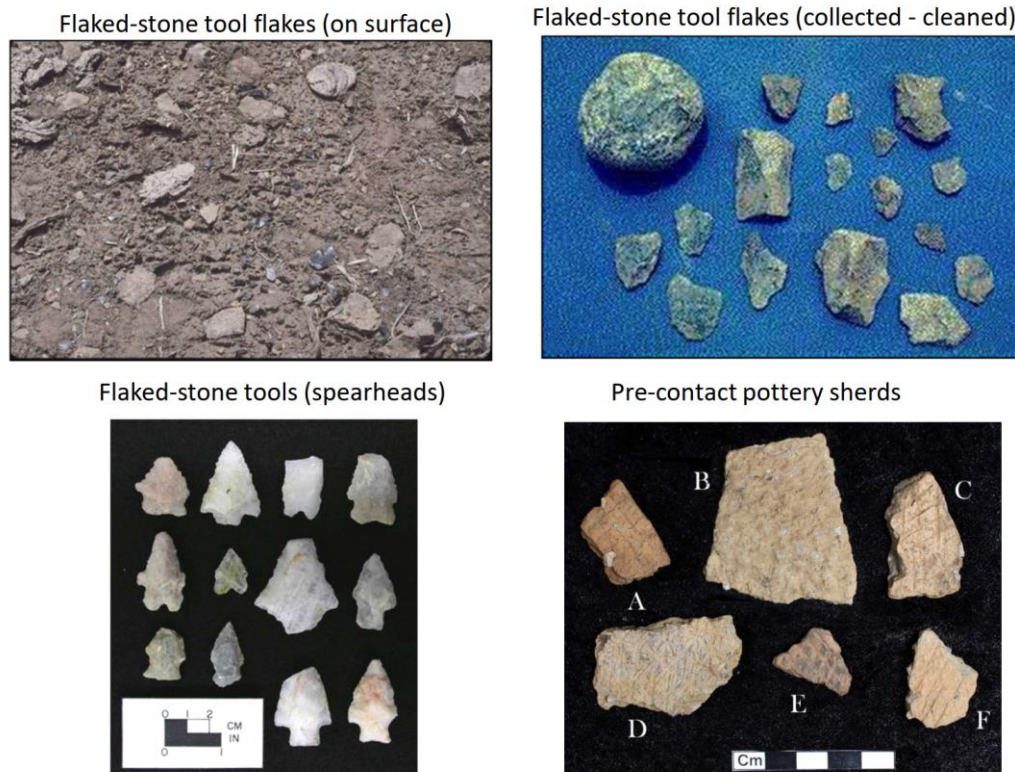 Flaked-stone tool flakes (on surface)
Flaked-stone tool flakes (collected - cleaned)
Flaked-stone tools (spearheads)
Pre-contact pottery sherds
0 1 2
CM
IN
0 1
B
C
A
D
E
F
Cm